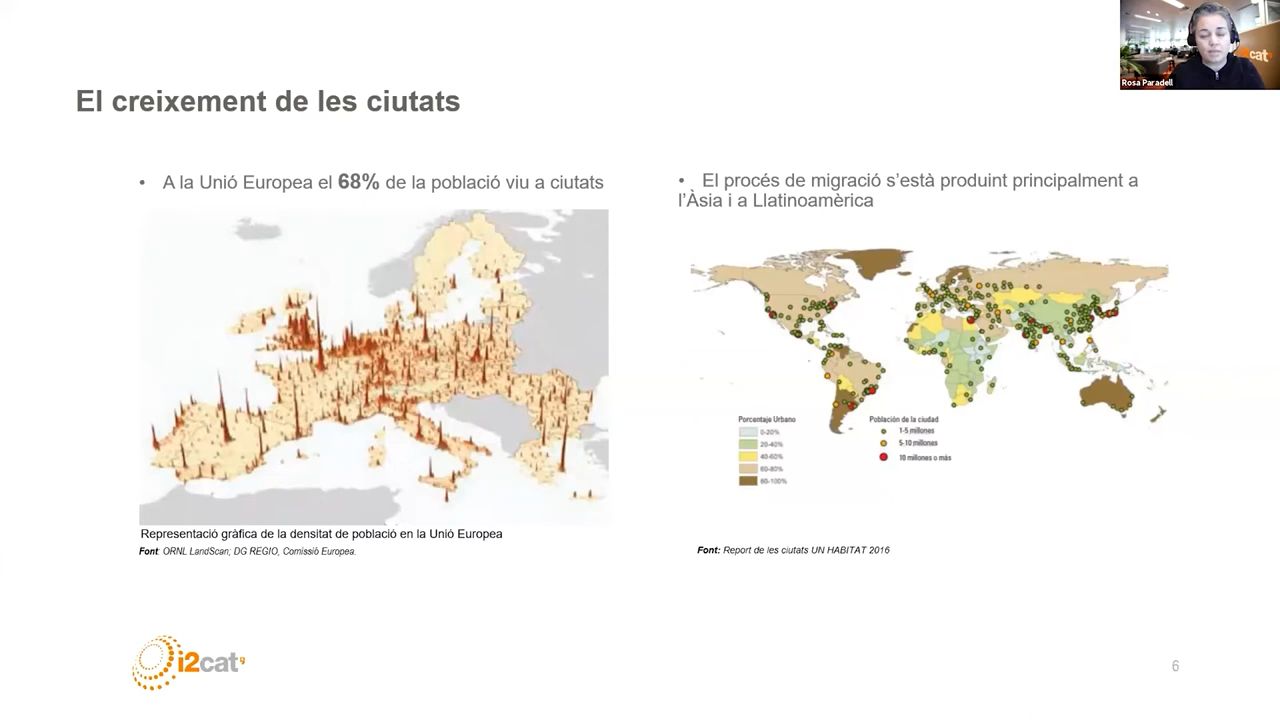 Rosa Paradell
cat
El creixement de les ciutats
• A la Unió Europea el 68% de la població viu a ciutats
• El procés de migració s’està produint principalment a
l’Àsia i a Llatinoamèrica
Porcentaje Urbano
0-20%
20-40%
40-60%
60-80%
80-100%
Población de la ciudad
1-5 millones
5-10 millones
10 millones o más
Representació gràfica de la densitat de població en la Unió Europea
Font: ORNL LandScan; DG REGIO, Comissió Europea.
Font: Report de les ciutats UN HABITAT 2016
i2cat
6